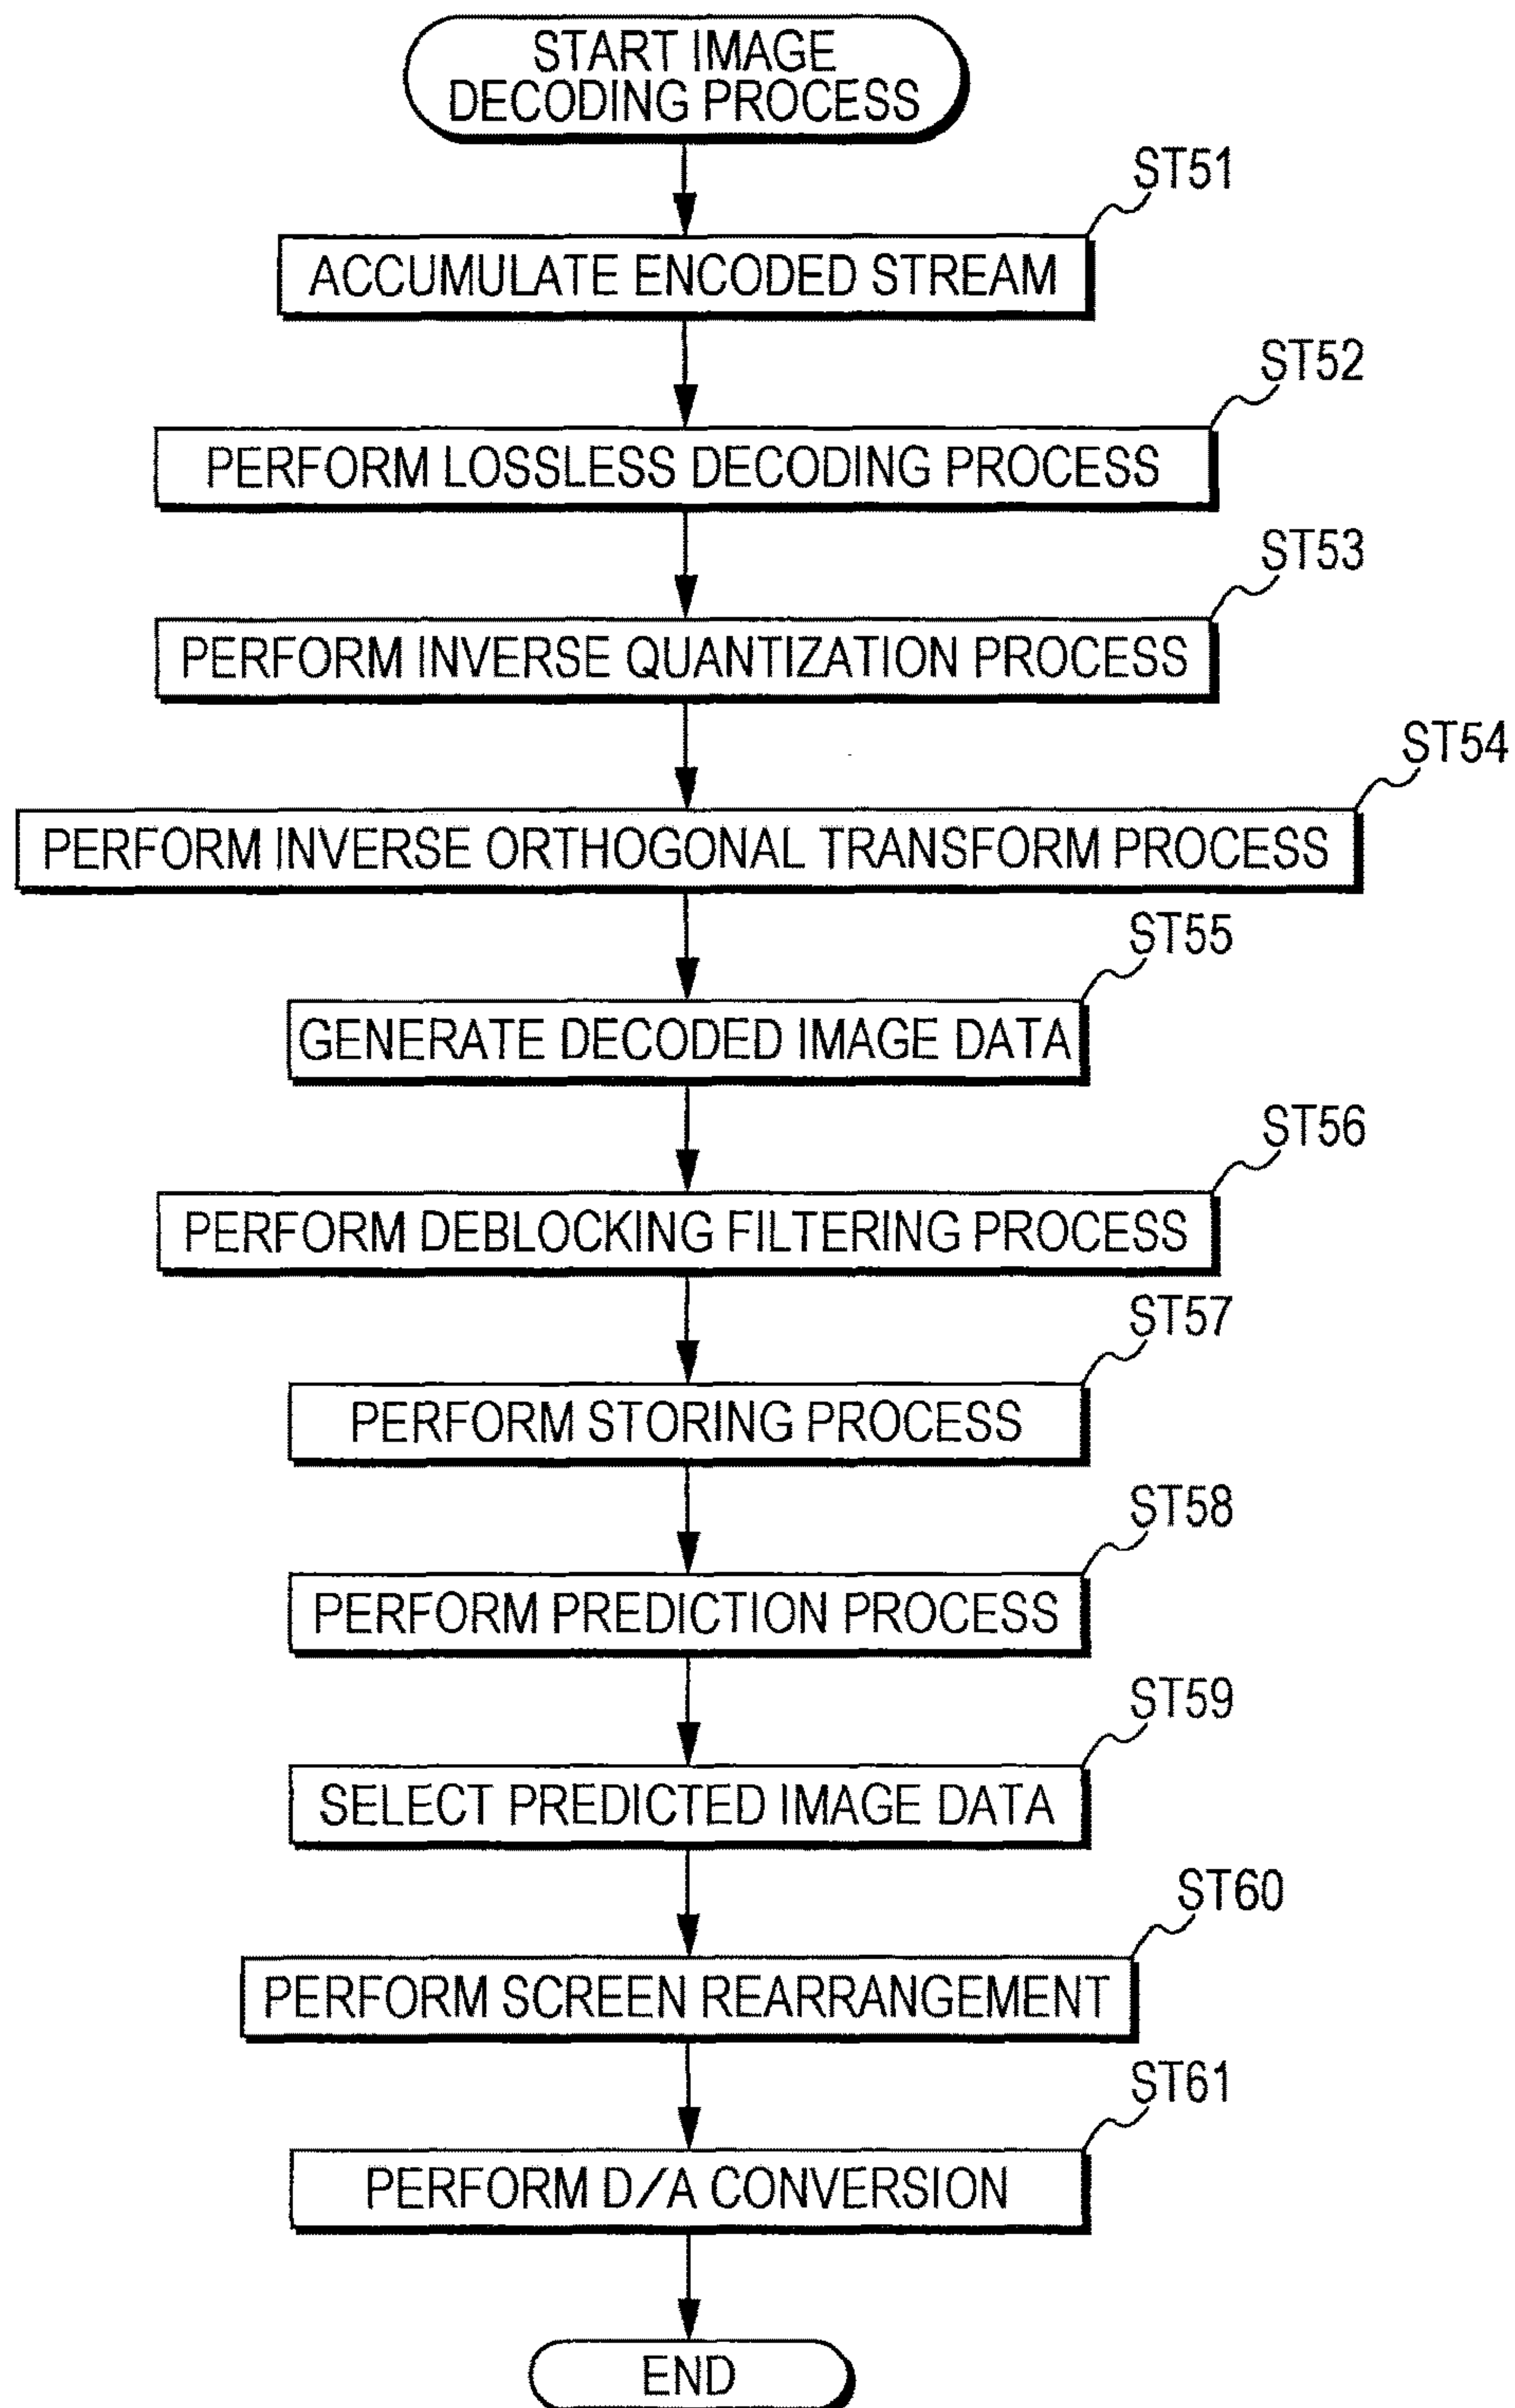 START IMAGE
DECODING PROCESS
ST51
ACCUMULATE ENCODED STREAM
ST52
PERFORM LOSSLESS DECODING PROCESS
ST53
PERFORM INVERSE QUANTIZATION PROCESS
ST54
PERFORM INVERSE ORTHOGONAL TRANSFORM PROCESS
ST55
GENERATE DECODED IMAGE DATA
ST56
PERFORM DEBLOCKING FILTERING PROCESS
ST57
PERFORM STORING PROCESS
ST58
PERFORM PREDICTION PROCESS
ST59
SELECT PREDICTED IMAGE DATA
ST60
PERFORM SCREEN REARRANGEMENT
ST61
PERFORM D/A CONVERSION
END